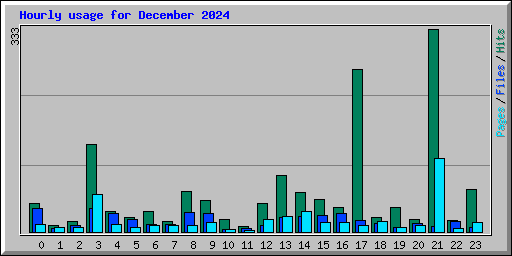 Hourly usage for December 2024
333
Pages/Files/Hits
0 1 2 3 4 5 6 7 8 9 10 11 12 13 14 15 16 17 18 19 20 21 22 23